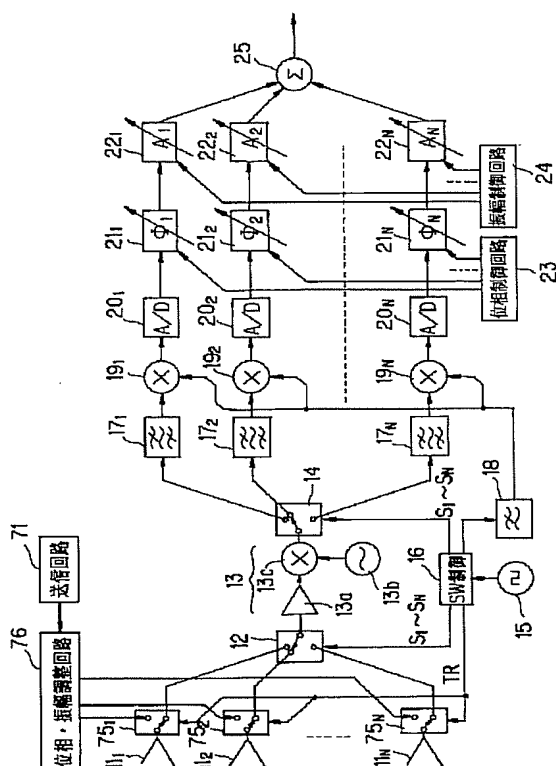 25
22₁
A₁
22₂
A₂
22N
AN
振幅制御回路
24
21₁
Φ₁
21₂
Φ₂
21N
ΦN
位相制御回路
23
20₁
A/D
20₂
A/D
20N
A/D
19₁
19₂
19N
17₁
17₂
17N
18
14
S₁~SN
13
13c
13a
13b
16
SW制御
15
12
S₁~SN
TR
71
送信回路
76
位相・振幅調整回路
75₁
75₂
75N
11₁
11₂
11N
Σ